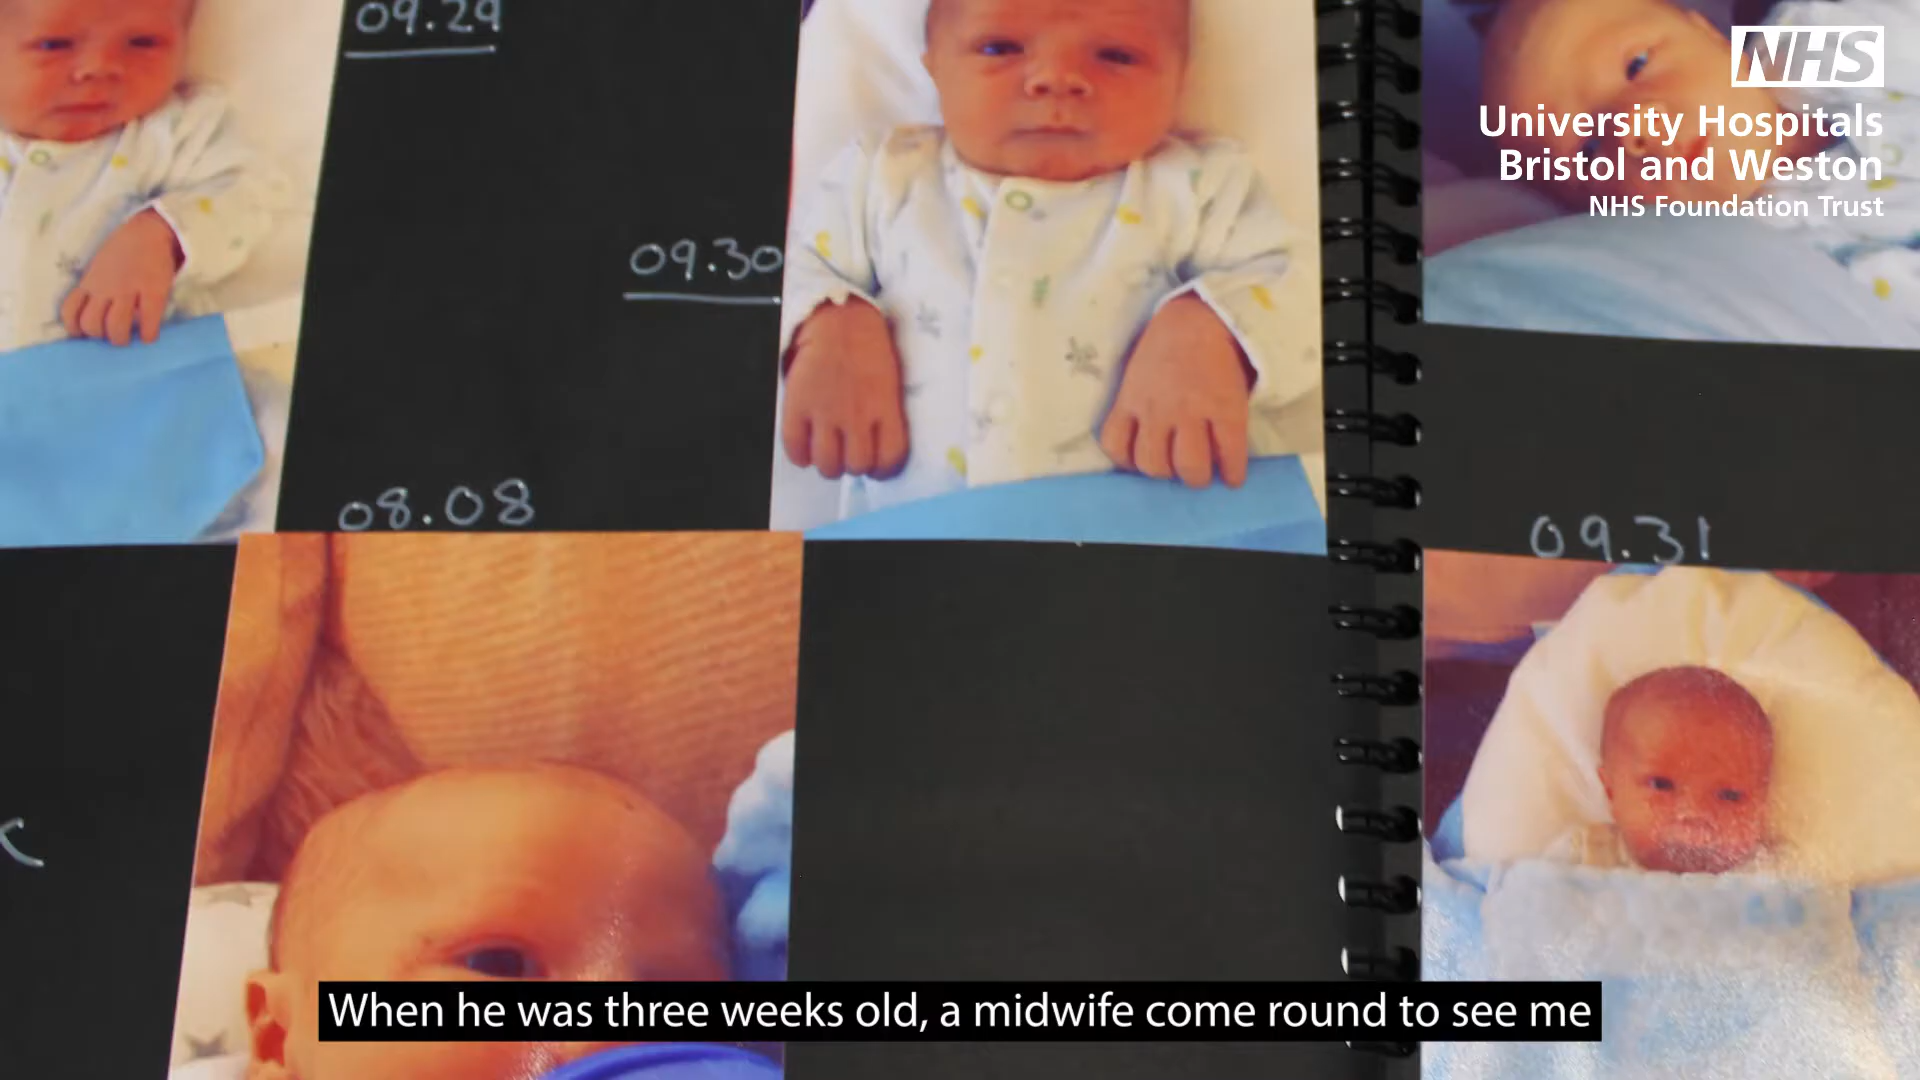 09.29
NHS
University Hospitals
Bristol and Weston
NHS Foundation Trust
09.30
08.08
09.31
When he was three weeks old, a midwife come round to see me